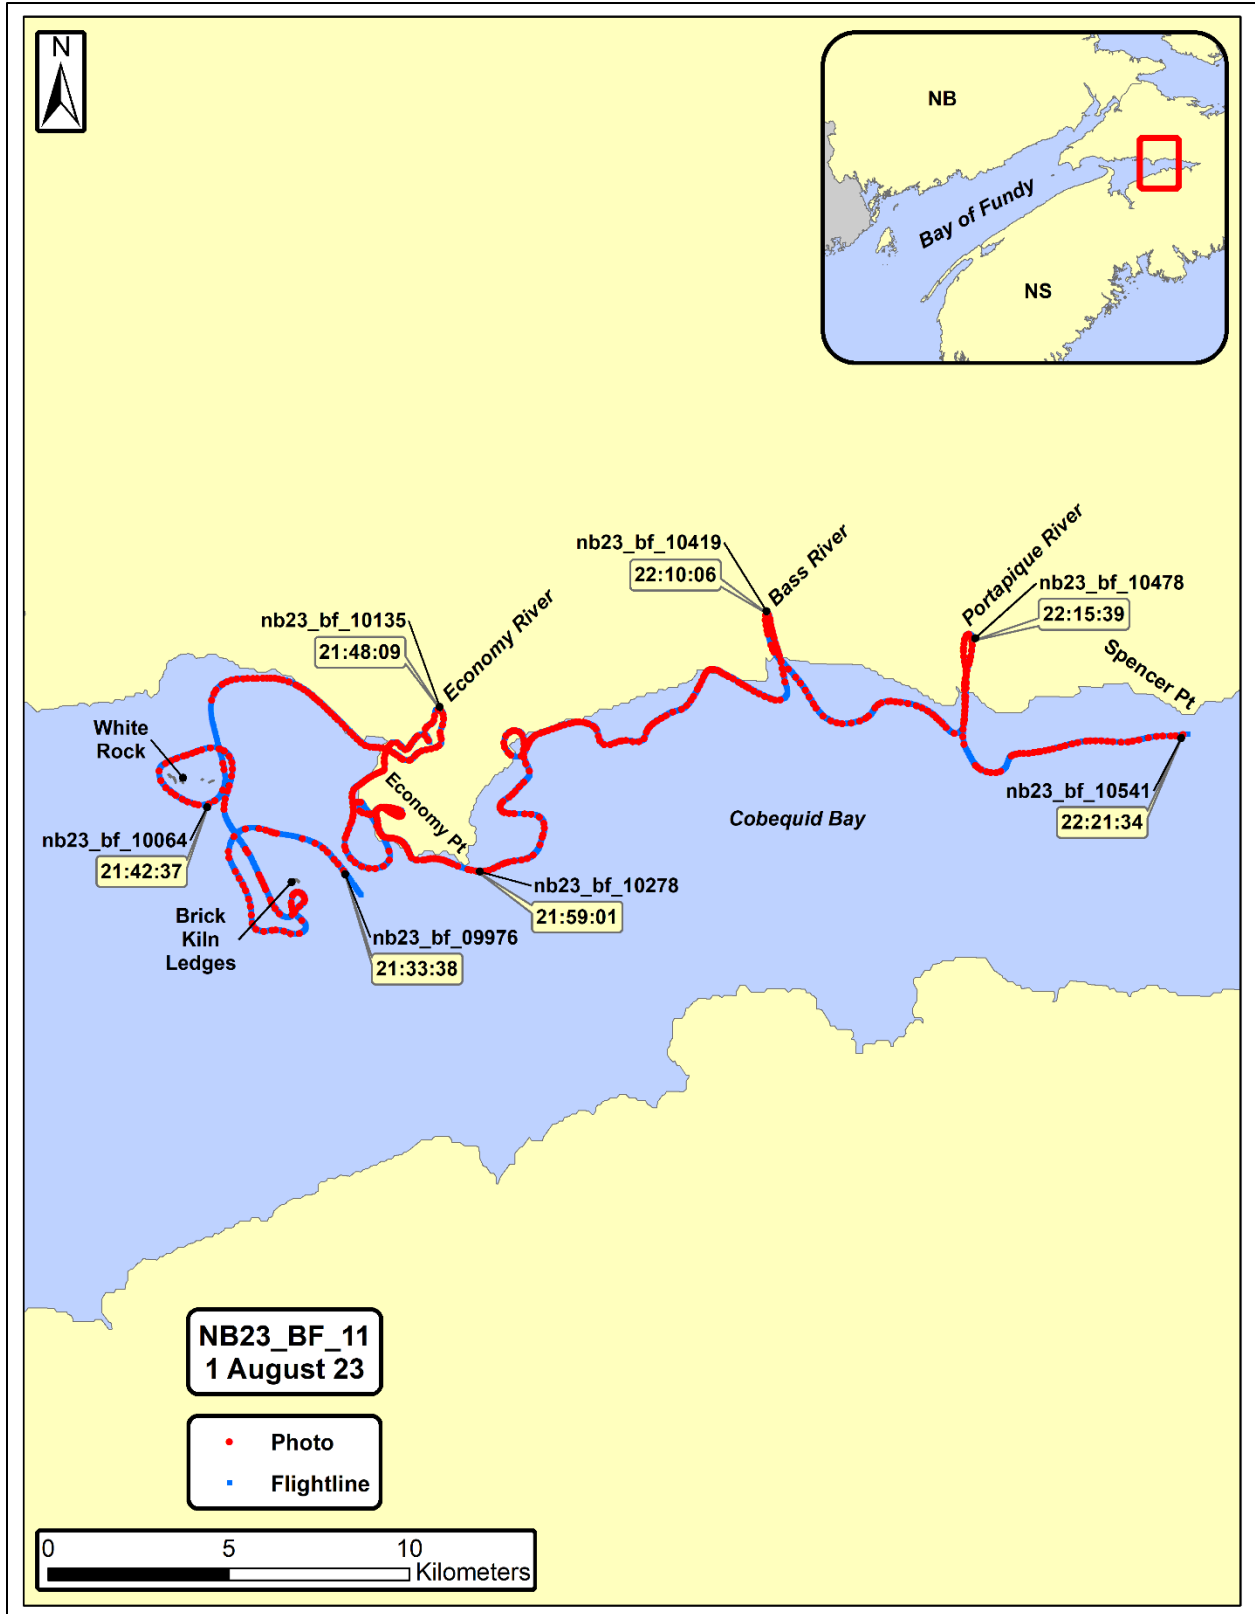 N
NB
Bay of Fundy
NS
nb23_bf_10419
22:10:06
Bass River
Portapique River
nb23_bf_10478
22:15:39
nb23_bf_10135
21:48:09
Economy River
Spencer Pt
White
Rock
Economy Pt
nb23_bf_10541
22:21:34
Cobequid Bay
nb23_bf_10064
21:42:37
nb23_bf_10278
21:59:01
Brick
Kiln
Ledges
nb23_bf_09976
21:33:38
NB23_BF_11
1 August 23
Photo
Flightline
0 5 10
Kilometers